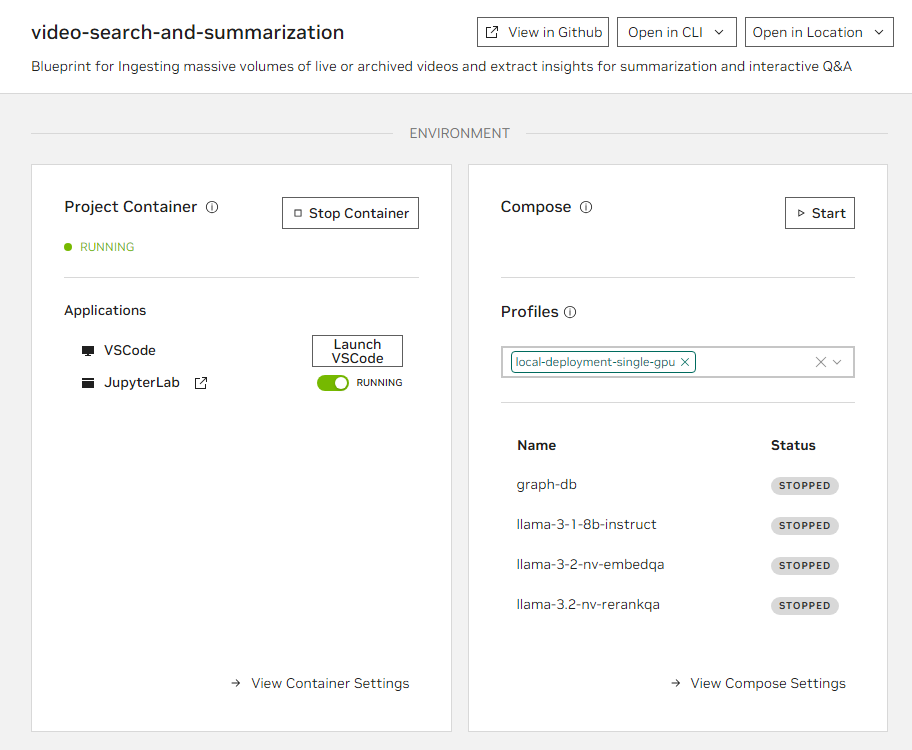 video-search-and-summarization
View in Github
Open in CLI
Open in Location
Blueprint for Ingesting massive volumes of live or archived videos and extract insights for summarization and interactive Q&A
ENVIRONMENT
Project Container
Stop Container
RUNNING
Applications
VSCode
Launch
VSCode
JupyterLab
RUNNING
View Container Settings
Compose
Start
Profiles
local-deployment-single-gpu
Name Status
graph-db STOPPED
llama-3-1-8b-instruct STOPPED
llama-3-2-nv-embedqa STOPPED
llama-3.2-nv-rerankqa STOPPED
View Compose Settings